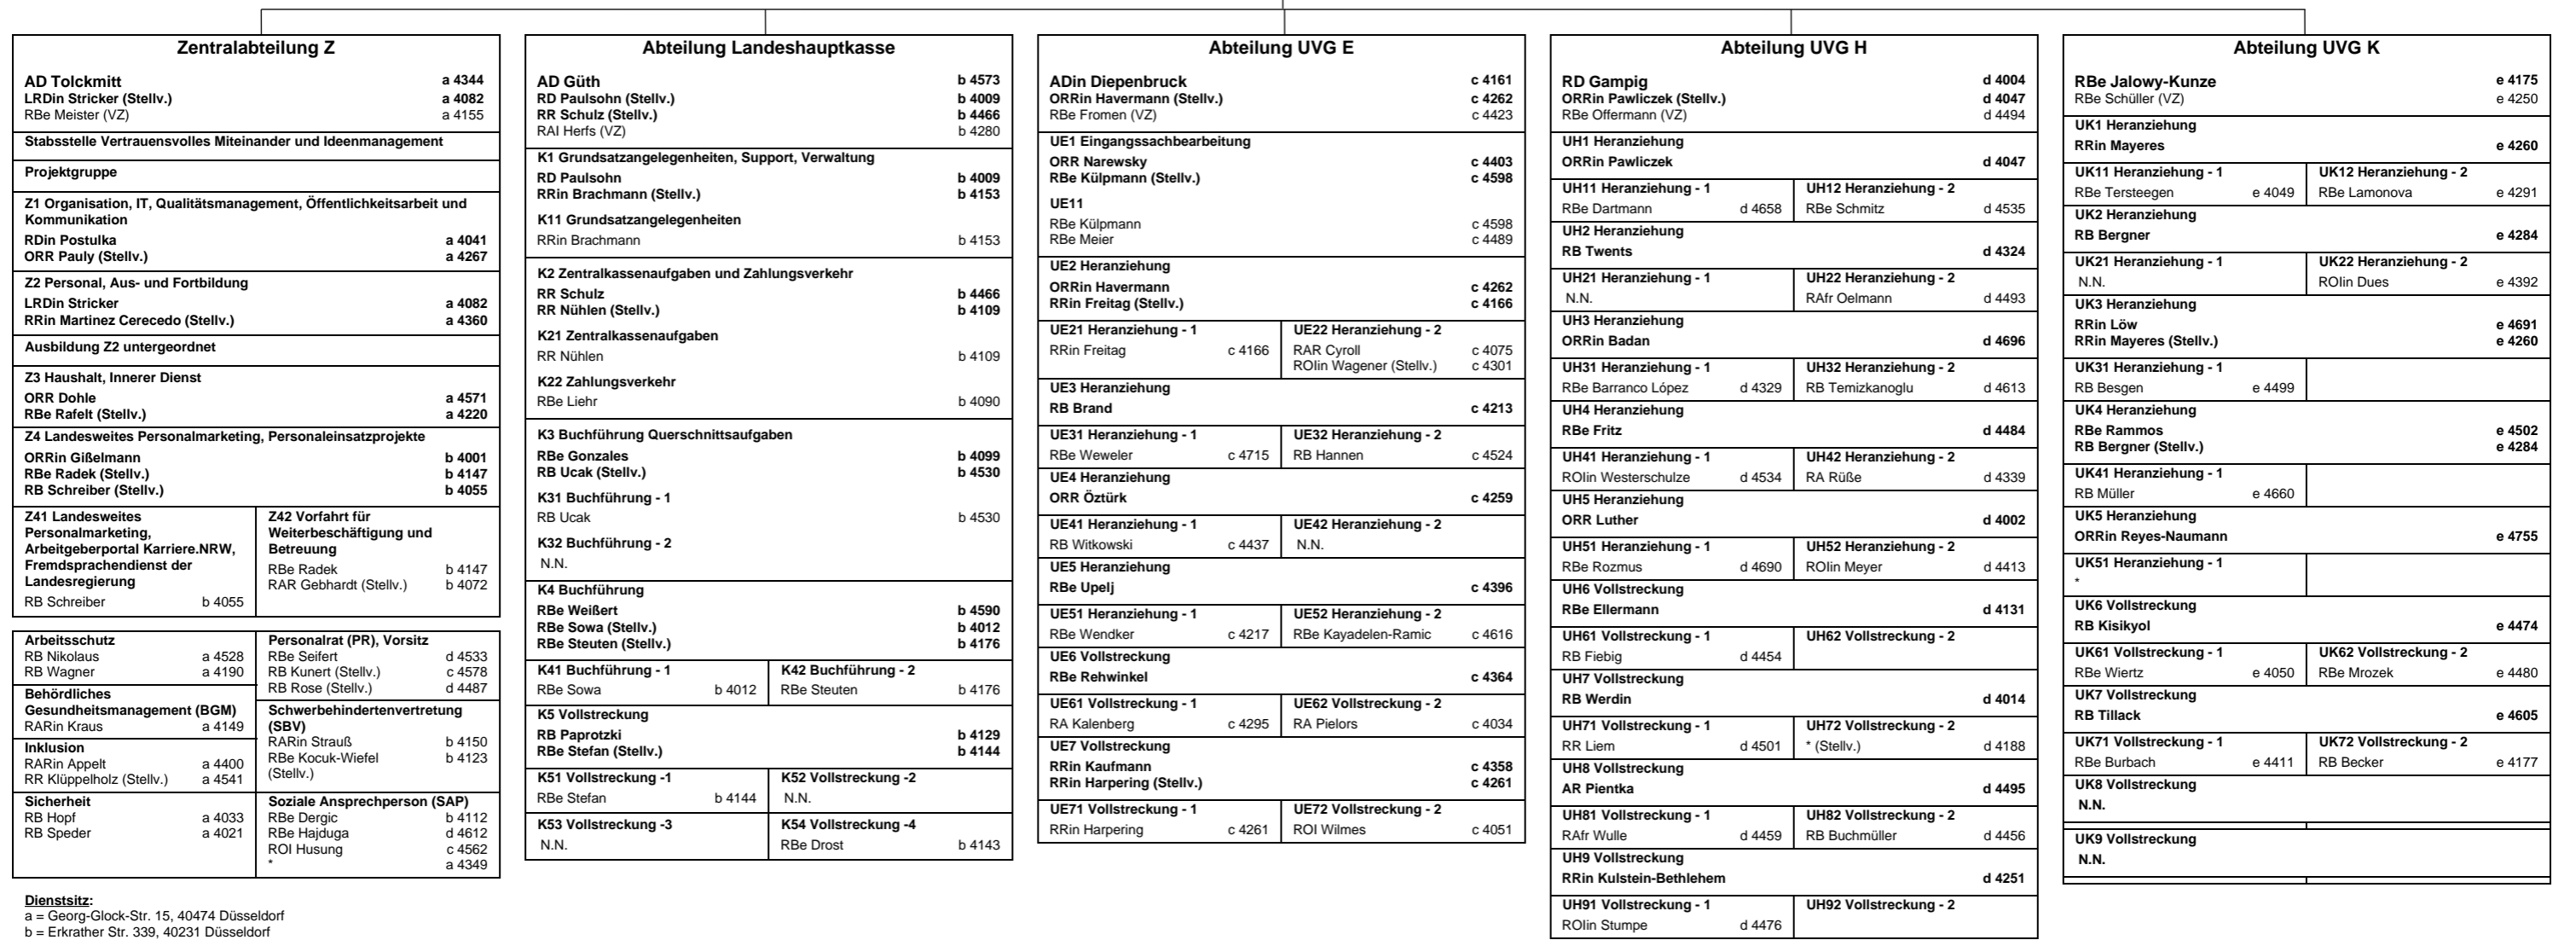 Zentralabteilung Z
AD Tolckmitt a 4344
LRDin Stricker (Stellv.) a 4082
RBe Meister (VZ) a 4155
Stabsstelle Vertrauensvolles Miteinander und Ideenmanagement
Projektgruppe
Z1 Organisation, IT, Qualitätsmanagement, Öffentlichkeitsarbeit und
Kommunikation
RDin Postulka a 4041
ORR Pauly (Stellv.) a 4267
Z2 Personal, Aus- und Fortbildung
LRDin Stricker a 4082
RRin Martinez Cerecedo (Stellv.) a 4360
Ausbildung Z2 untergeordnet
Z3 Haushalt, Innerer Dienst
ORR Dohle a 4571
RBe Rafelt (Stellv.) a 4220
Z4 Landesweites Personalmarketing, Personaleinsatzprojekte
ORRin Gißelmann b 4001
RBe Radek (Stellv.) b 4147
RB Schreiber (Stellv.) b 4055
Z41 Landesweites
Personalmarketing,
Arbeitgeberportal Karriere.NRW,
Fremdsprachendienst der
Landesregierung
RB Schreiber b 4055
Z42 Vorfahrt für
Weiterbeschäftigung und
Betreuung
RBe Radek b 4147
RAR Gebhardt (Stellv.) b 4072
Arbeitsschutz
RB Nikolaus a 4528
RB Wagner a 4190
Behördliches
Gesundheitsmanagement (BGM)
RARin Kraus a 4149
Inklusion
RARin Appelt a 4400
RR Klüppelholz (Stellv.) a 4541
Sicherheit
RB Hopf a 4033
RB Speder a 4021
Personalrat (PR), Vorsitz
RBe Seifert d 4533
RB Kunert (Stellv.) c 4578
RB Rose (Stellv.) d 4487
Schwerbehindertenvertretung
(SBV)
RARin Strauß b 4150
RBe Kocuk-Wiefel b 4123
(Stellv.)
Soziale Ansprechperson (SAP)
RBe Dergic b 4112
RBe Hajduga d 4612
ROI Husung c 4562
* a 4349
Dienstsitz:
a = Georg-Glock-Str. 15, 40474 Düsseldorf
b = Erkrather Str. 339, 40231 Düsseldorf
Abteilung Landeshauptkasse
AD Güth b 4573
RD Paulsohn (Stellv.) b 4009
RR Schulz (Stellv.) b 4466
RAI Herfs (VZ) b 4280
K1 Grundsatzangelegenheiten, Support, Verwaltung
RD Paulsohn b 4009
RRin Brachmann (Stellv.) b 4153
K11 Grundsatzangelegenheiten
RRin Brachmann b 4153
K2 Zentralkassenaufgaben und Zahlungsverkehr
RR Schulz b 4466
RR Nühlen (Stellv.) b 4109
K21 Zentralkassenaufgaben
RR Nühlen b 4109
K22 Zahlungsverkehr
RBe Liehr b 4090
K3 Buchführung Querschnittsaufgaben
RBe Gonzales b 4099
RB Ucak (Stellv.) b 4530
K31 Buchführung - 1
RB Ucak b 4530
K32 Buchführung - 2
N.N.
K4 Buchführung
RBe Weißert b 4590
RBe Sowa (Stellv.) b 4012
RBe Steuten (Stellv.) b 4176
K41 Buchführung - 1 K42 Buchführung - 2
RBe Sowa b 4012 RBe Steuten b 4176
K5 Vollstreckung
RB Paprotzki b 4129
RBe Stefan (Stellv.) b 4144
K51 Vollstreckung -1 K52 Vollstreckung -2
RBe Stefan b 4144 N.N.
K53 Vollstreckung -3 K54 Vollstreckung -4
N.N. RBe Drost b 4143
Abteilung UVG E
ADin Diepenbruck c 4161
ORRin Havermann (Stellv.) c 4262
RBe Fromen (VZ) c 4423
UE1 Eingangssachbearbeitung
ORR Narewsky c 4403
RBe Külpmann (Stellv.) c 4598
UE11
RBe Külpmann c 4598
RBe Meier c 4489
UE2 Heranziehung
ORRin Havermann c 4262
RRin Freitag (Stellv.) c 4166
UE21 Heranziehung - 1 UE22 Heranziehung - 2
RRin Freitag c 4166 RAR Cyroll c 4075
ROIin Wagener (Stellv.) c 4301
UE3 Heranziehung
RB Brand c 4213
UE31 Heranziehung - 1 UE32 Heranziehung - 2
RBe Weweler c 4715 RB Hannen c 4524
UE4 Heranziehung
ORR Öztürk c 4259
UE41 Heranziehung - 1 UE42 Heranziehung - 2
RB Witkowski c 4437 N.N.
UE5 Heranziehung
RBe Upelj c 4396
UE51 Heranziehung - 1 UE52 Heranziehung - 2
RBe Wendker c 4217 RBe Kayadelen-Ramic c 4616
UE6 Vollstreckung
RBe Rehwinkel c 4364
UE61 Vollstreckung - 1 UE62 Vollstreckung - 2
RA Kalenberg c 4295 RA Pielors c 4034
UE7 Vollstreckung
RRin Kaufmann c 4358
RRin Harpering (Stellv.) c 4261
UE71 Vollstreckung - 1 UE72 Vollstreckung - 2
RRin Harpering c 4261 ROI Wilmes c 4051
Abteilung UVG H
RD Gampig d 4004
ORRin Pawliczek (Stellv.) d 4047
RBe Offermann (VZ) d 4494
UH1 Heranziehung
ORRin Pawliczek d 4047
UH11 Heranziehung - 1 UH12 Heranziehung - 2
RBe Dartmann d 4658 RBe Schmitz d 4535
UH2 Heranziehung
RB Twents d 4324
UH21 Heranziehung - 1 UH22 Heranziehung - 2
N.N. RAfr Oelmann d 4493
UH3 Heranziehung
ORRin Badan d 4696
UH31 Heranziehung - 1 UH32 Heranziehung - 2
RBe Barranco López d 4329 RB Temizkanoglu d 4613
UH4 Heranziehung
RBe Fritz d 4484
UH41 Heranziehung - 1 UH42 Heranziehung - 2
ROIin Westerschulze d 4534 RA Rüße d 4339
UH5 Heranziehung
ORR Luther d 4002
UH51 Heranziehung - 1 UH52 Heranziehung - 2
RBe Rozmus d 4690 ROIin Meyer d 4413
UH6 Vollstreckung
RBe Ellermann d 4131
UH61 Vollstreckung - 1 UH62 Vollstreckung - 2
RB Fiebig d 4454
UH7 Vollstreckung
RB Werdin d 4014
UH71 Vollstreckung - 1 UH72 Vollstreckung - 2
RR Liem d 4501 * (Stellv.) d 4188
UH8 Vollstreckung
AR Pientka d 4495
UH81 Vollstreckung - 1 UH82 Vollstreckung - 2
RAfr Wulle d 4459 RB Buchmüller d 4456
UH9 Vollstreckung
RRin Kulstein-Bethlehem d 4251
UH91 Vollstreckung - 1 UH92 Vollstreckung - 2
ROIin Stumpe d 4476
Abteilung UVG K
RBe Jalowy-Kunze e 4175
RBe Schüller (VZ) e 4250
UK1 Heranziehung
RRin Mayeres e 4260
UK11 Heranziehung - 1 UK12 Heranziehung - 2
RBe Tersteegen e 4049 RBe Lamonova e 4291
UK2 Heranziehung
RB Bergner e 4284
UK21 Heranziehung - 1 UK22 Heranziehung - 2
N.N. ROIin Dues e 4392
UK3 Heranziehung
RRin Löw e 4691
RRin Mayeres (Stellv.) e 4260
UK31 Heranziehung - 1
RB Besgen e 4499
UK4 Heranziehung
RBe Rammos e 4502
RB Bergner (Stellv.) e 4284
UK41 Heranziehung - 1
RB Müller e 4660
UK5 Heranziehung
ORRin Reyes-Naumann e 4755
UK51 Heranziehung - 1
*
UK6 Vollstreckung
RB Kisikyol e 4474
UK61 Vollstreckung - 1 UK62 Vollstreckung - 2
RBe Wiertz e 4050 RBe Mrozek e 4480
UK7 Vollstreckung
RB Tillack e 4605
UK71 Vollstreckung - 1 UK72 Vollstreckung - 2
RBe Burbach e 4411 RB Becker e 4177
UK8 Vollstreckung
N.N.
UK9 Vollstreckung
N.N.